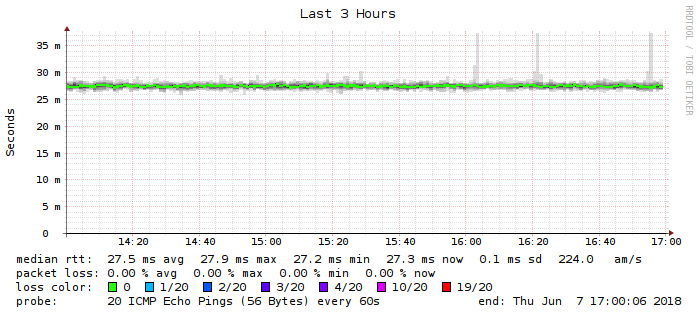 Last 3 Hours
RRDTOOL / TOBI OETIKER
Seconds
35 m
30 m
25 m
20 m
15 m
10 m
5 m
0
14:20 14:40 15:00 15:20 15:40 16:00 16:20 16:40 17:00
median rtt: 27.5 ms avg 27.9 ms max 27.2 ms min 27.3 ms now 0.1 ms sd 224.0 am/s
packet loss: 0.00 % avg 0.00 % max 0.00 % min 0.00 % now
loss color: 0 1/20 2/20 3/20 4/20 10/20 19/20
probe: 20 ICMP Echo Pings (56 Bytes) every 60s end: Thu Jun 7 17:00:06 2018